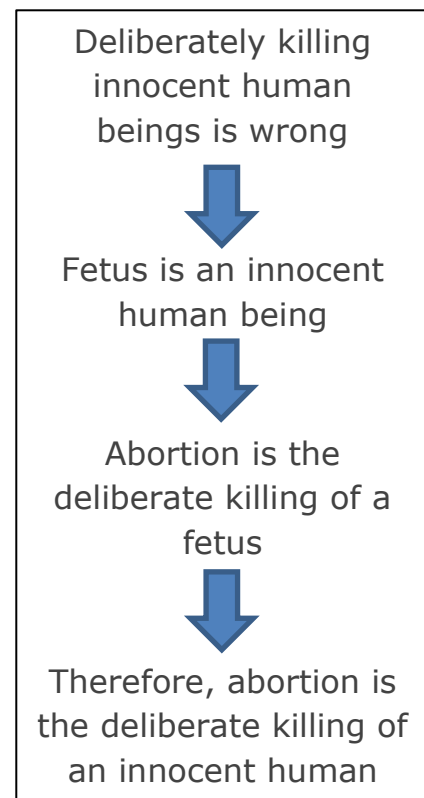 Deliberately killing
innocent human
beings is wrong
Fetus is an innocent
human being
Abortion is the
deliberate killing of a
fetus
Therefore, abortion is
the deliberate killing of
an innocent human